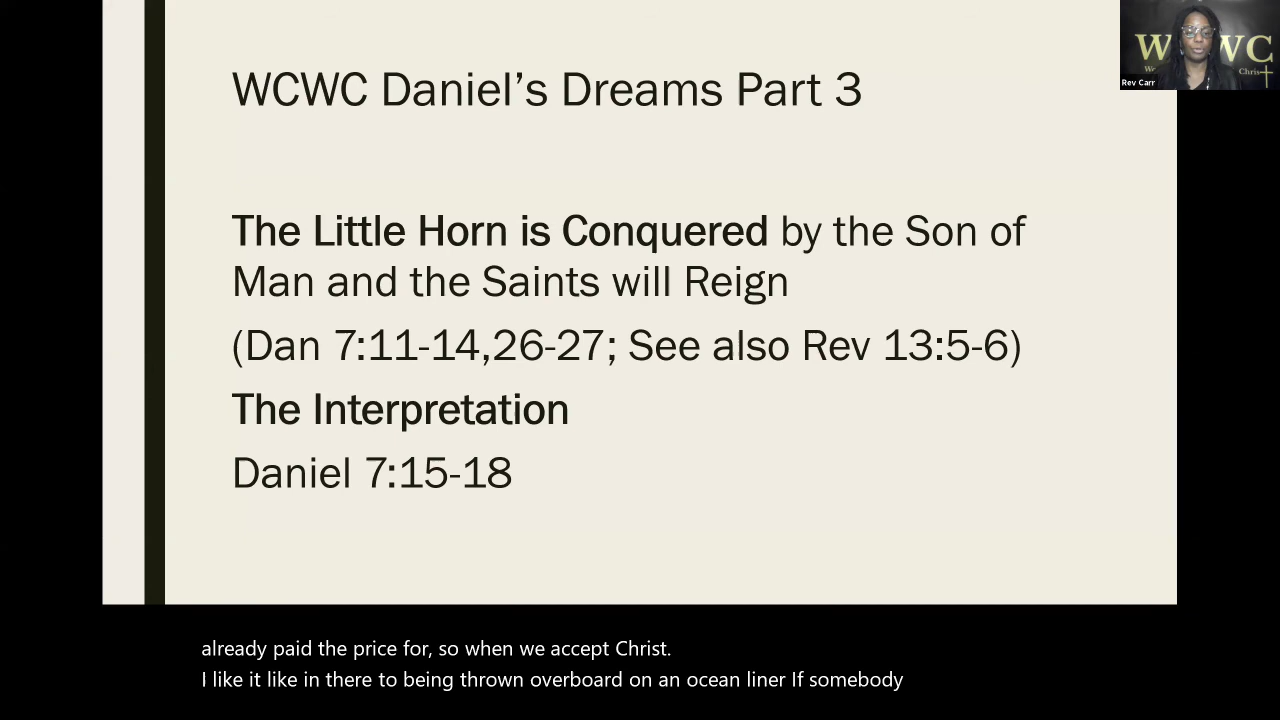 WCWC Daniel’s Dreams Part 3
The Little Horn is Conquered by the Son of
Man and the Saints will Reign
(Dan 7:11-14,26-27; See also Rev 13:5-6)
The Interpretation
Daniel 7:15-18
W WC
Chris
Rev Carr
already paid the price for, so when we accept Christ.
I like it like in there to being thrown overboard on an ocean liner If somebody